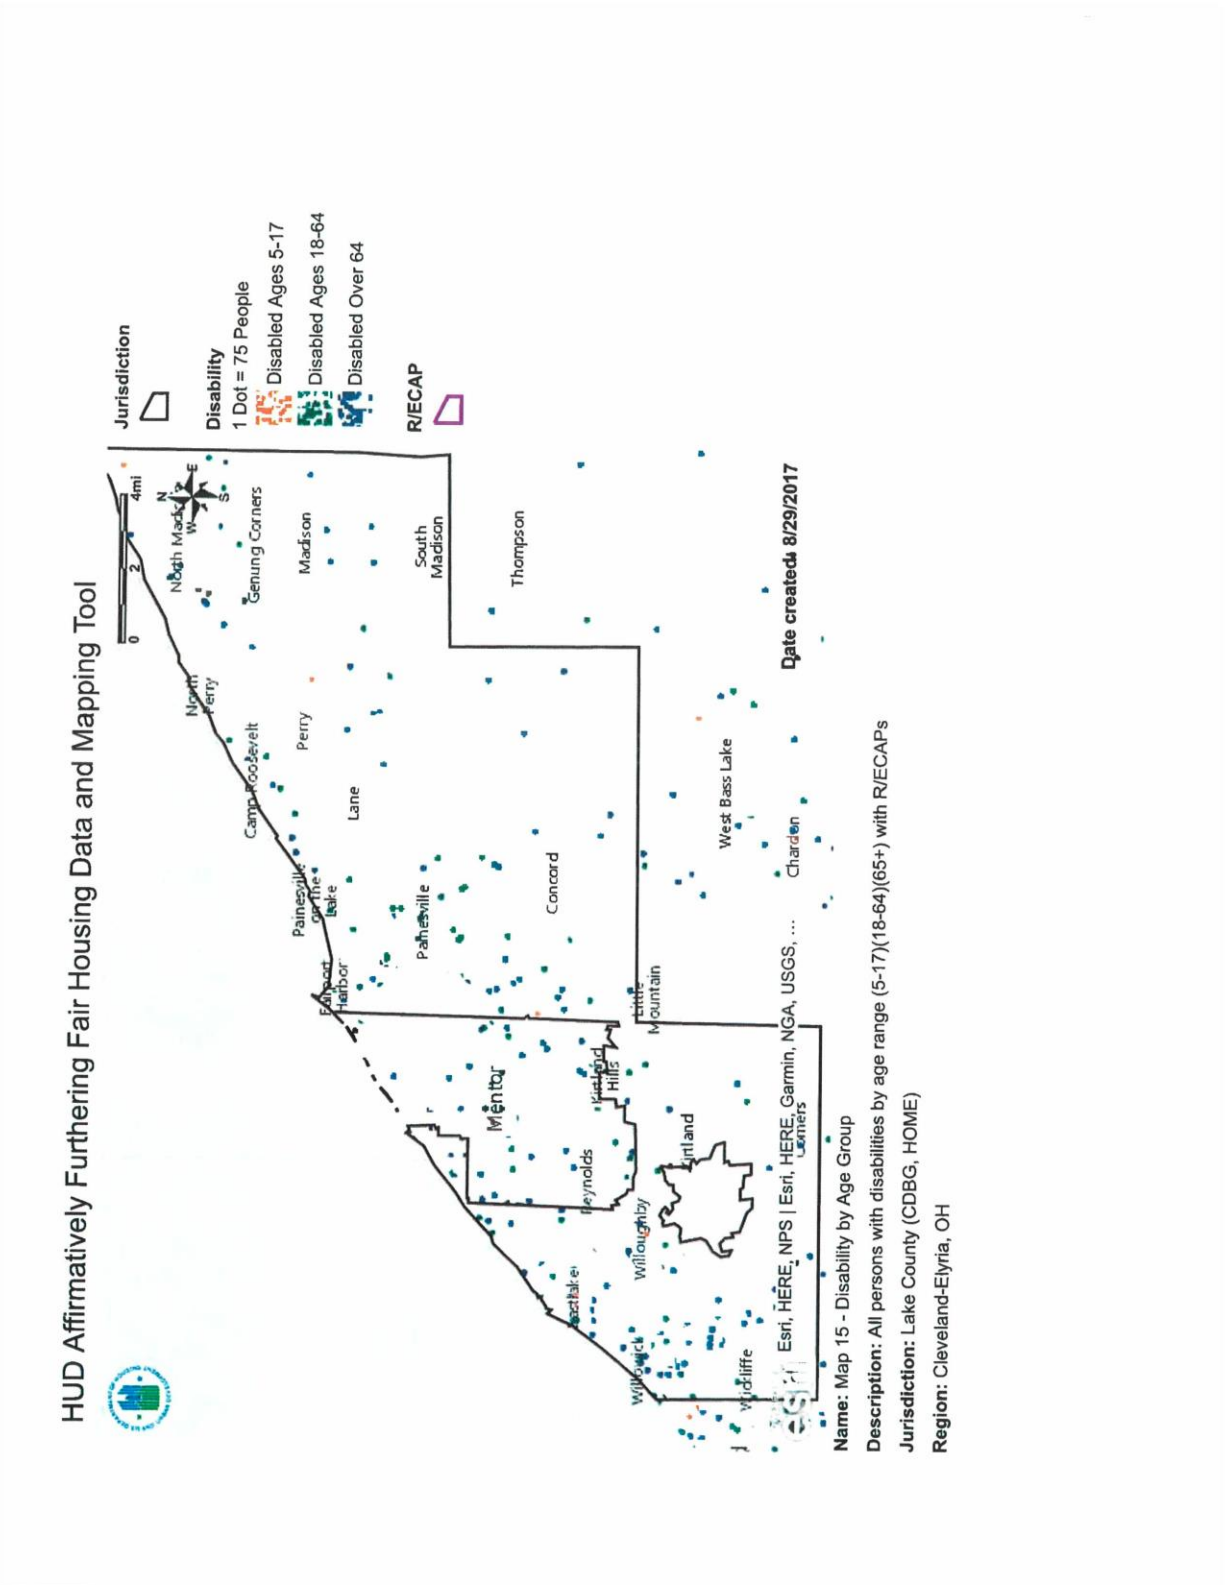 HUD Affirmatively Furthering Fair Housing Data and Mapping Tool
Jurisdiction
Disability
1 Dot = 75 People
Disabled Ages 5-17
Disabled Ages 18-64
Disabled Over 64
R/ECAP
0
2
4mi
N
E
S
W
North
Genung Corners
Madison
South
Madison
Thompson
North
Perry
Camp Roosevelt
Perry
Lane
Painesville
on the
Lake
Painesville
Concord
Fairport
Harbor
Little
Mountain
Mentor
Kirtland
Hills
Reynolds
Kirtland
Willoughby
Eastlake
Willowick
Wickliffe
West Bass Lake
Chardon
esri
Date created: 8/29/2017
Esri, HERE, NPS | Esri, HERE, Garmin, NGA, USGS, ...
Name: Map 15 - Disability by Age Group
Description: All persons with disabilities by age range (5-17)(18-64)(65+) with R/ECAPs
Jurisdiction: Lake County (CDBG, HOME)
Region: Cleveland-Elyria, OH